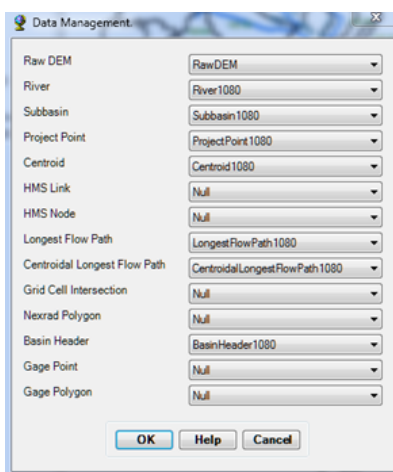 Data Management.
Raw DEM RawDEM
River River1080
Subbasin Subbasin1080
Project Point ProjectPoint1080
Centroid Centroid1080
HMS Link Null
HMS Node Null
Longest Flow Path LongestFlowPath1080
Centroidal Longest Flow Path CentroidalLongestFlowPath1080
Grid Cell Intersection Null
Nexrad Polygon Null
Basin Header BasinHeader1080
Gage Point Null
Gage Polygon Null
OK Help Cancel